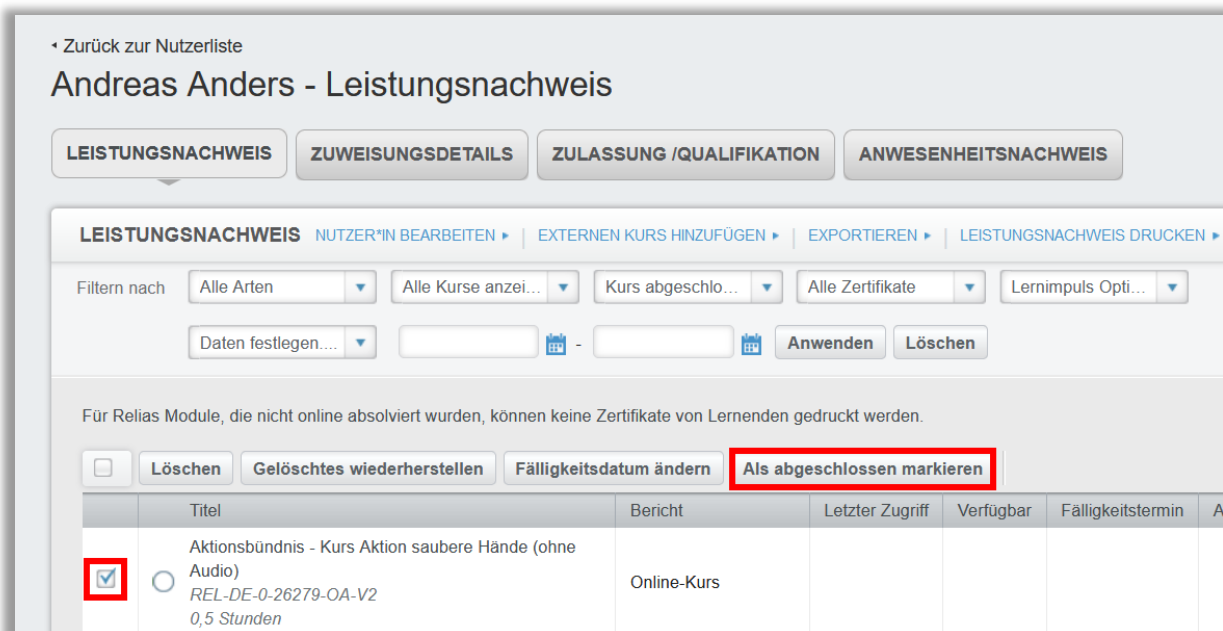 Zurück zur Nutzerliste
Andreas Anders - Leistungsnachweis
LEISTUNGSNACHWEIS ZUWEISUNGSDETAILS ZULASSUNG /QUALIFIKATION ANWESENHEITSNACHWEIS
LEISTUNGSNACHWEIS NUTZER*IN BEARBEITEN | EXTERNEN KURS HINZUFÜGEN | EXPORTIEREN | LEISTUNGSNACHWEIS DRUCKEN
Filtern nach Alle Arten Alle Kurse anzei... Kurs abgeschlo... Alle Zertifikate Lernimpuls Opti...
Daten festlegen.... - Anwenden Löschen
Für Relias Module, die nicht online absolviert wurden, können keine Zertifikate von Lernenden gedruckt werden.
Löschen Gelöschtes wiederherstellen Fälligkeitsdatum ändern Als abgeschlossen markieren
Titel Bericht Letzter Zugriff Verfügbar Fälligkeitstermin A
Aktionsbündnis - Kurs Aktion saubere Hände (ohne
Audio)
Online-Kurs
REL-DE-0-26279-OA-V2
0,5 Stunden